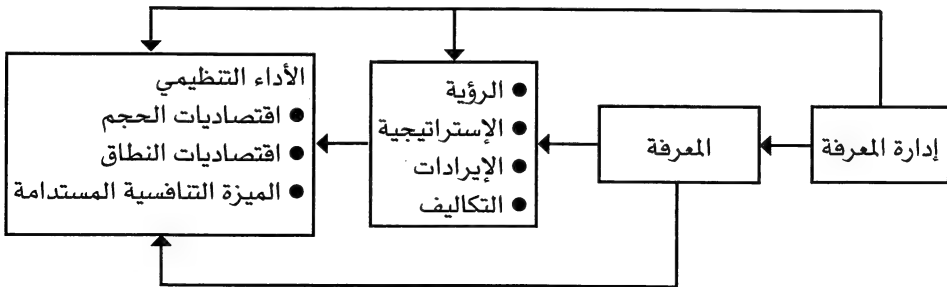 إدارة المعرفة
المعرفة
● الرؤية
● الإستراتيجية
● الإيرادات
● التكاليف
الأداء التنظيمي
● اقتصاديات الحجم
● اقتصاديات النطاق
● الميزة التنافسية المستدامة